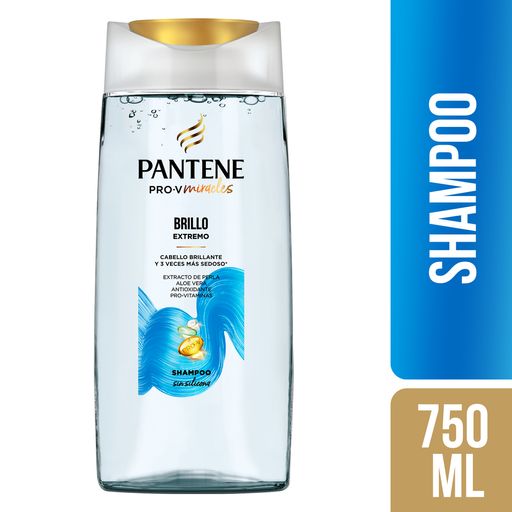 PANTENE
PRO-V miracles
BRILLO
EXTREMO
CABELLO BRILLANTE
Y 3 VECES MÁS SEDOSO*
EXTRACTO DE PERLA
ALOE VERA
ANTIOXIDANTE
PRO-VITAMINAS
SHAMPOO
sin silicone
SHAMPOO
750
ML